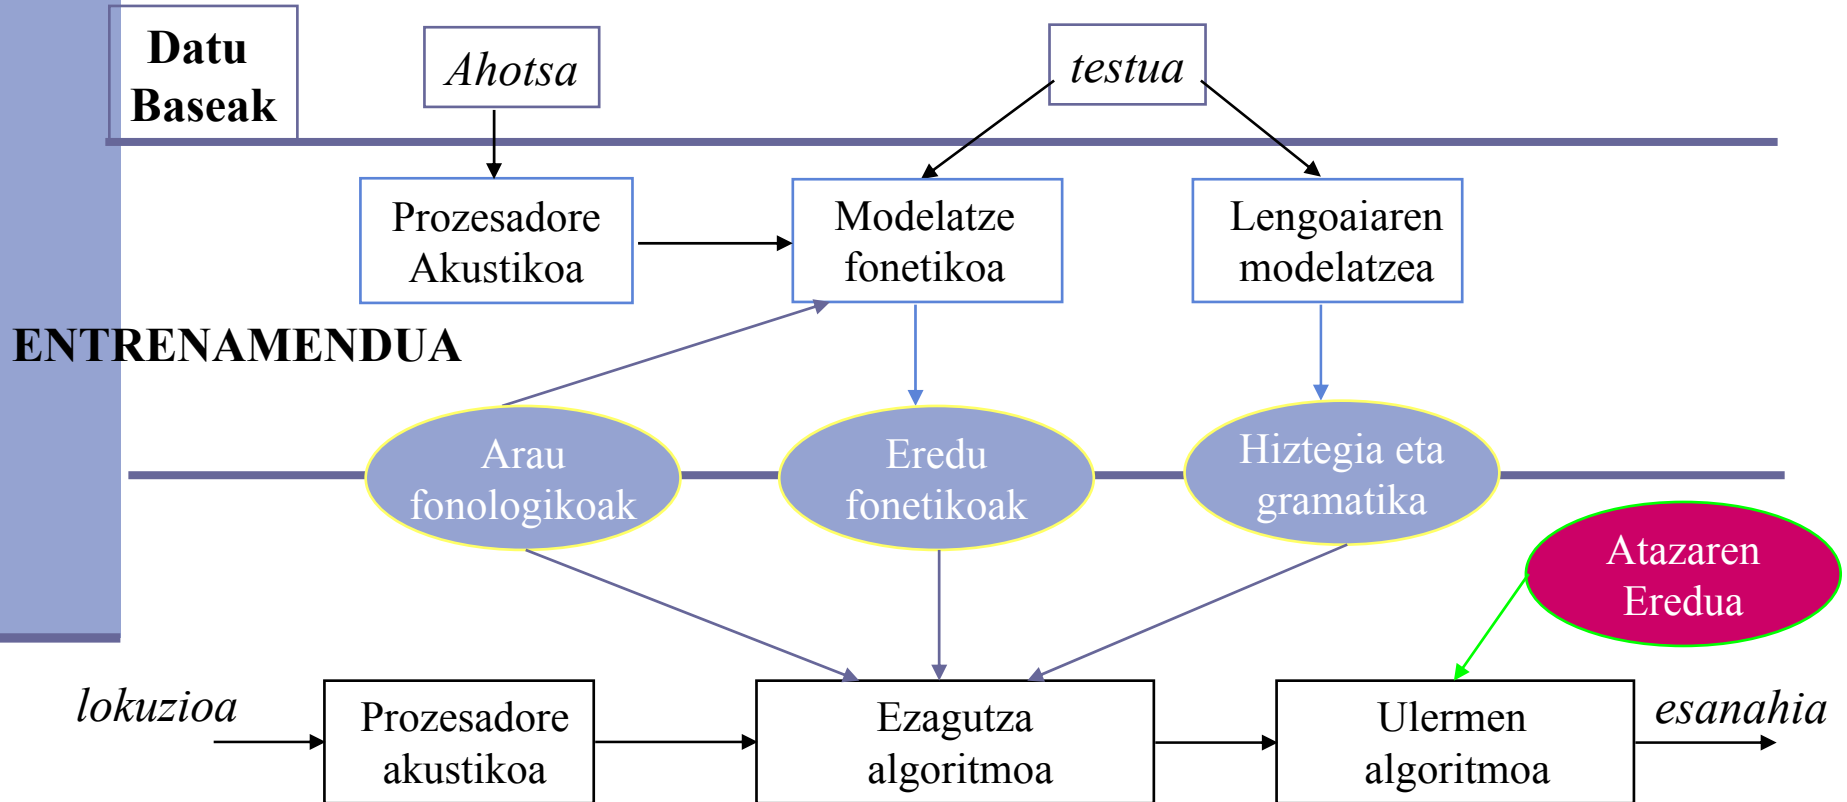 Datu
Baseak
Ahotsa
testua
Prozesadore
Akustikoa
Modelatze
fonetikoa
Lengoaiaren
modelatzea
ENTRENAMENDUA
Arau
fonologikoak
Eredu
fonetikoak
Hiztegia eta
gramatika
Atazaren
Eredua
lokuzioa
Prozesadore
akustikoa
Ezagutza
algoritmoa
Ulermen
algoritmoa
esanahia